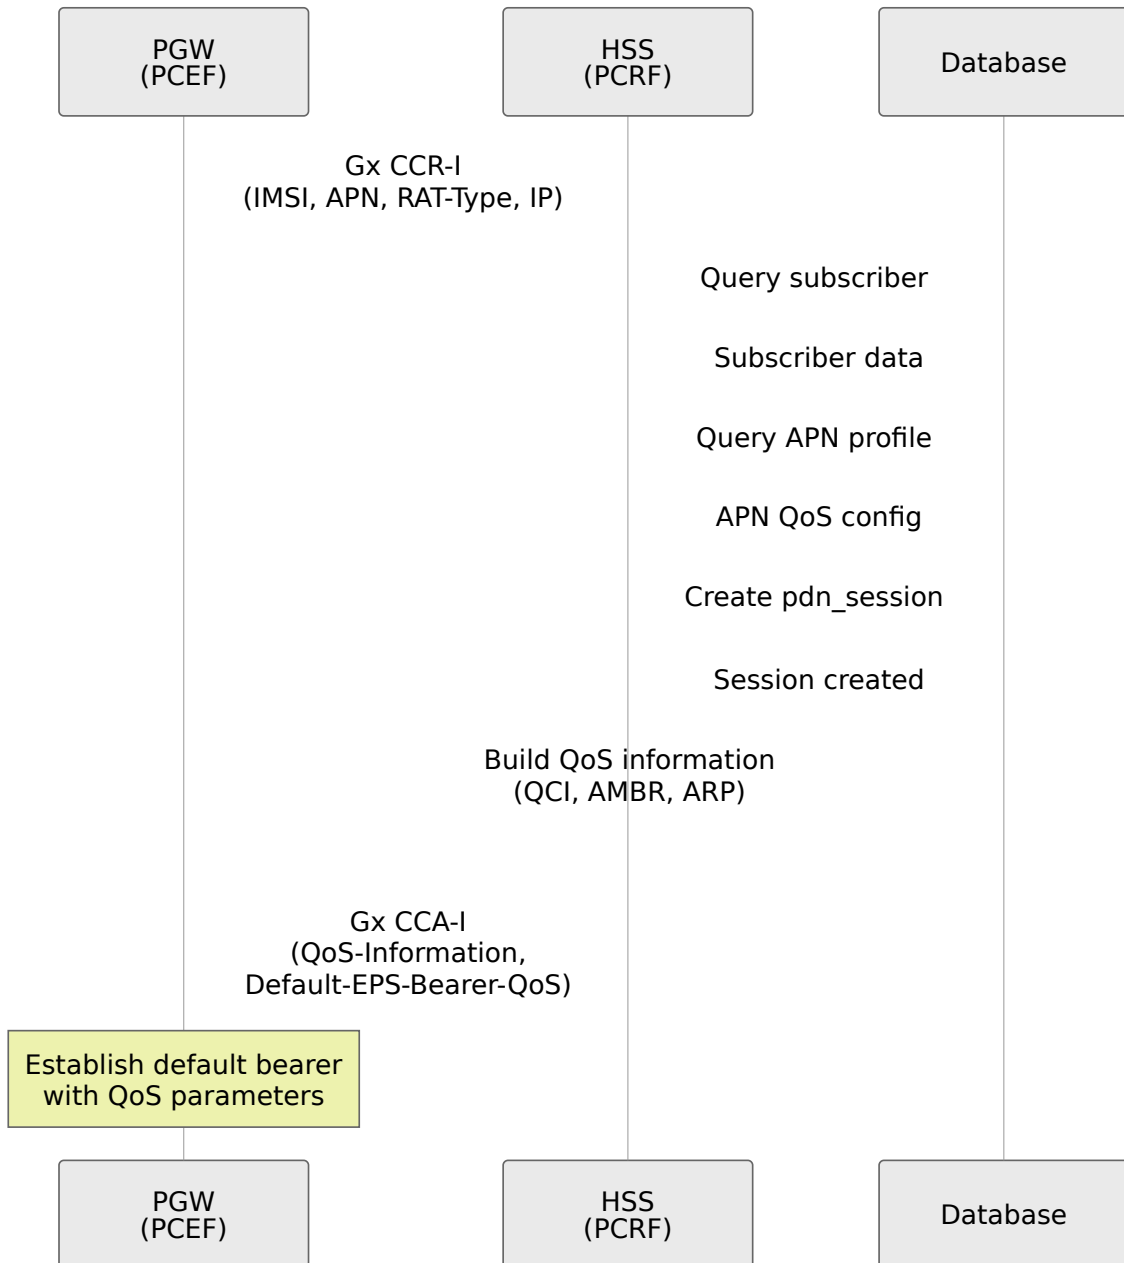 PGW
(PCEF)
HSS
(PCRF)
Database
Gx CCR-I
(IMSI, APN, RAT-Type, IP)
Query subscriber
Subscriber data
Query APN profile
APN QoS config
Create pdn_session
Session created
Build QoS information
(QCI, AMBR, ARP)
Gx CCA-I
(QoS-Information,
Default-EPS-Bearer-QoS)
Establish default bearer
with QoS parameters
PGW
(PCEF)
HSS
(PCRF)
Database